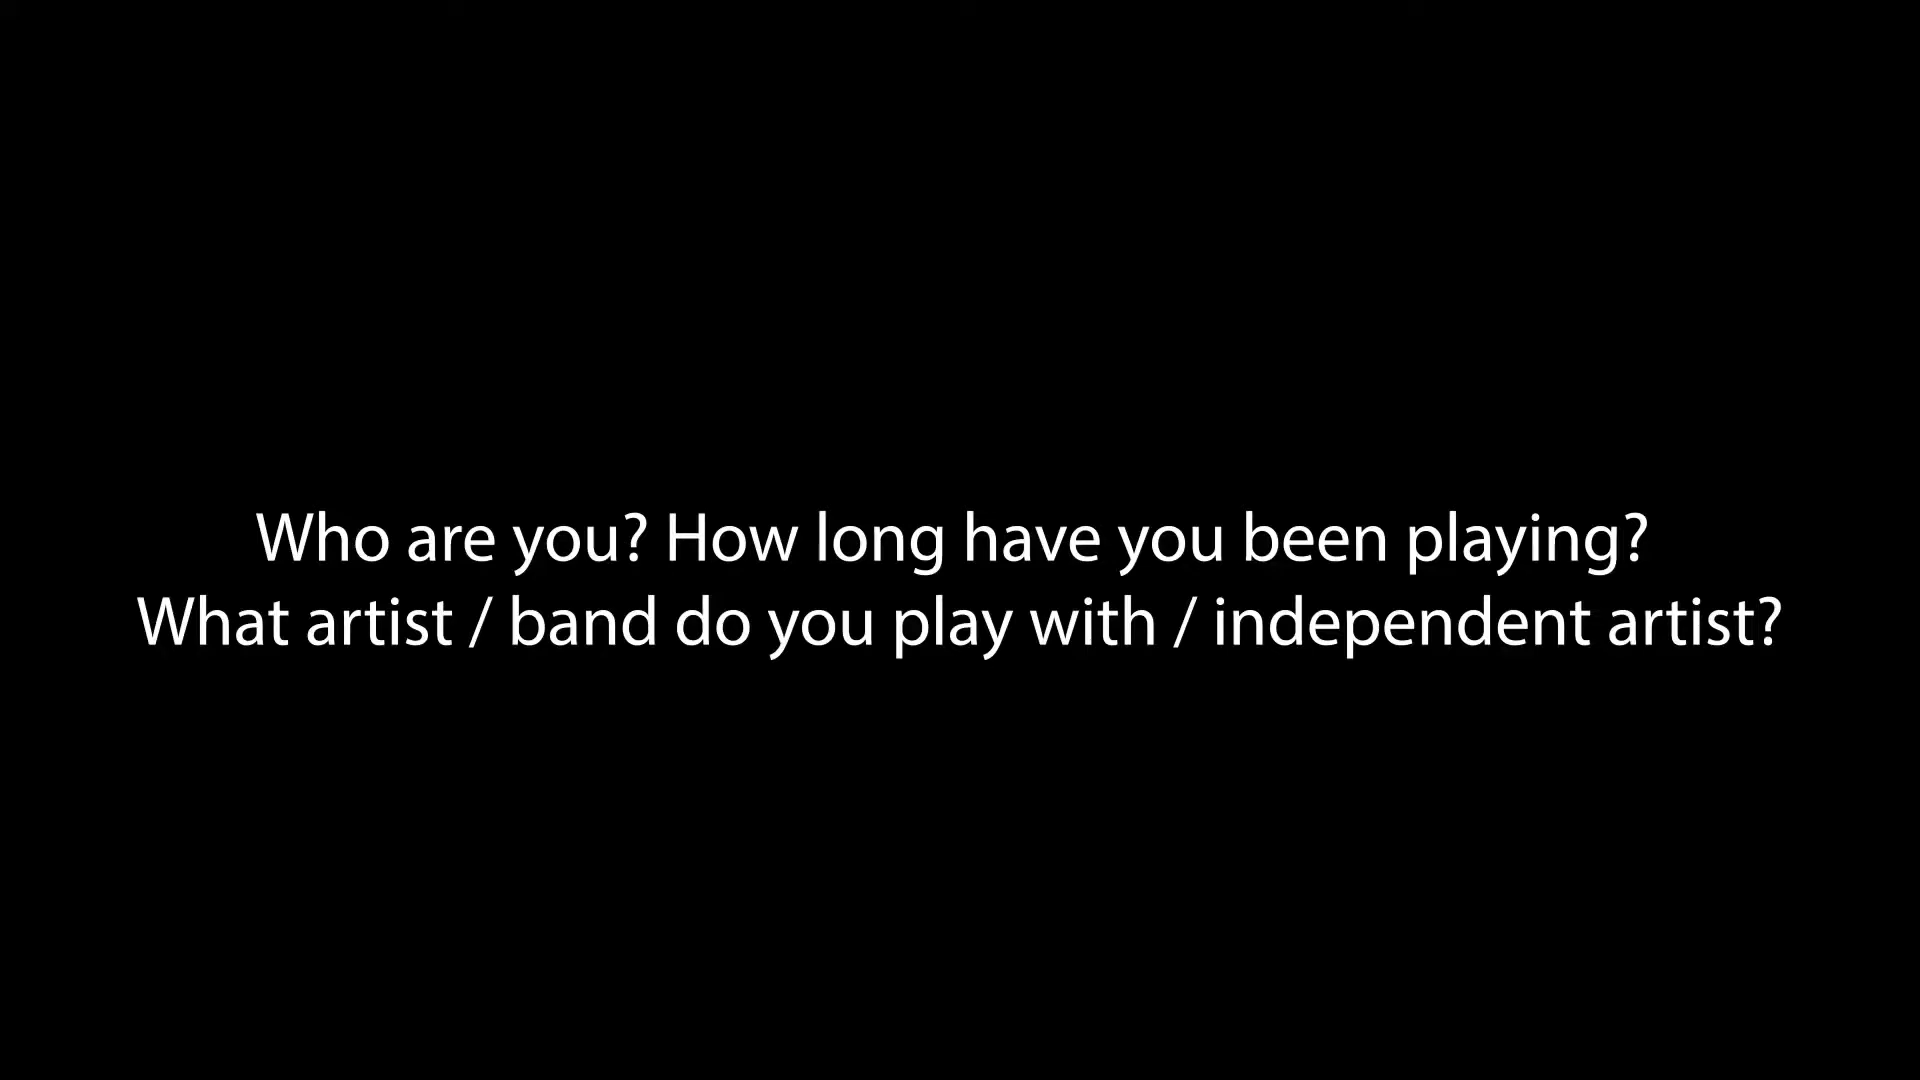 Who are you? How long have you been playing?
What artist / band do you play with / independent artist?